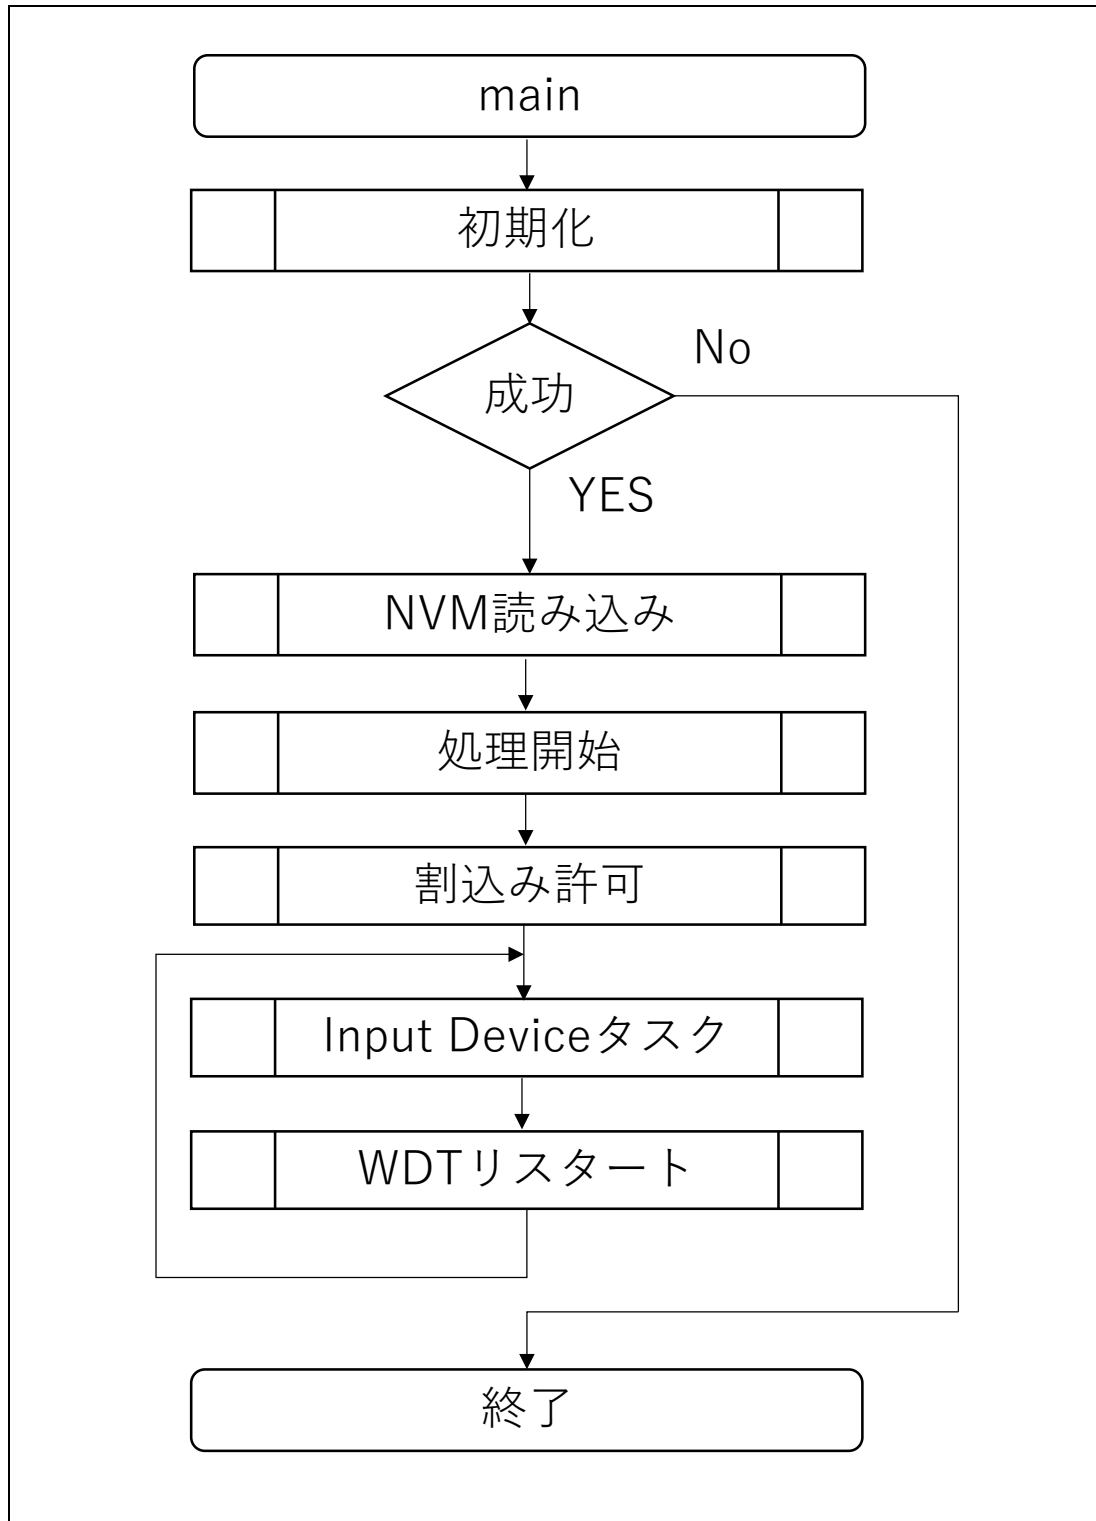 main
初期化
成功
No
YES
NVM読み込み
処理開始
割込み許可
Input Deviceタスク
WDTリスタート
終了